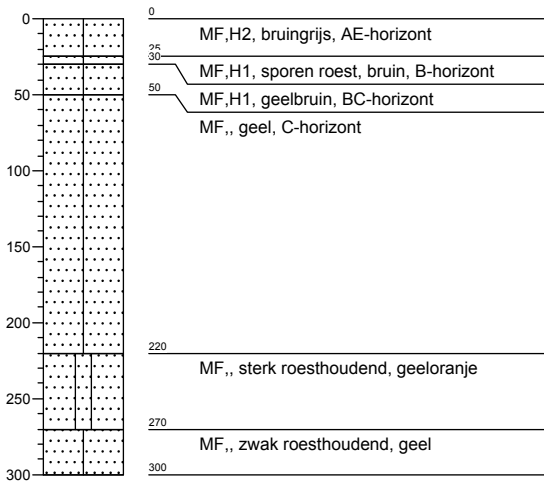 0
0
MF,H2, bruingrijs, AE-horizont
25
30
MF,H1, sporen roest, bruin, B-horizont
50
50
MF,H1, geelbruin, BC-horizont
MF,, geel, C-horizont
100
150
200
220
MF,, sterk roesthoudend, geeloranje
250
270
MF,, zwak roesthoudend, geel
300
300